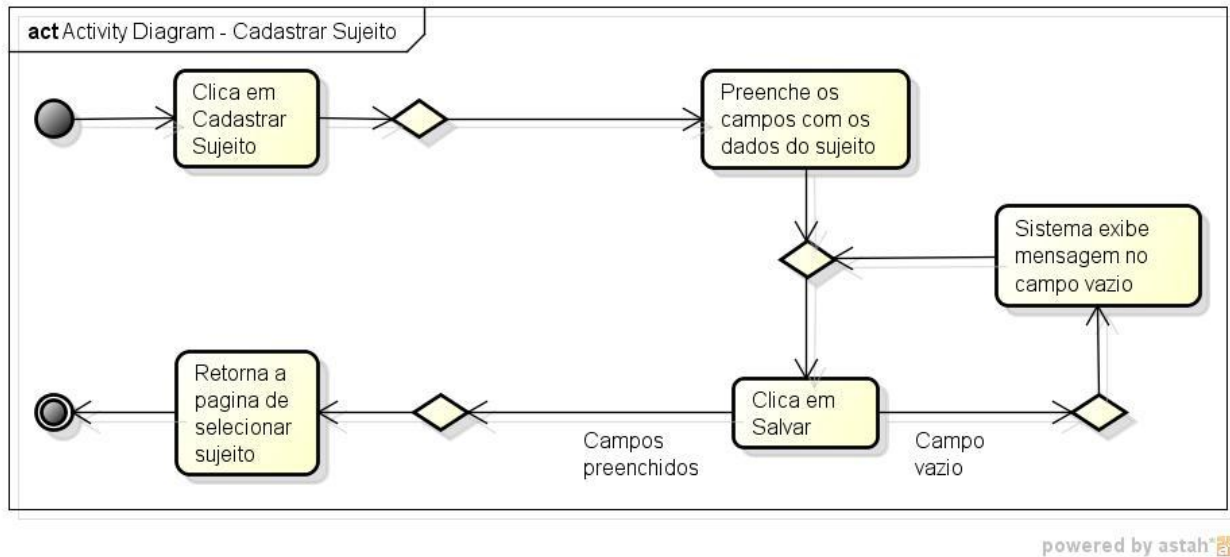 act Activity Diagram - Cadastrar Sujeito
Clica em
Cadastrar
Sujeito
Preenche os
campos com os
dados do sujeito
Sistema exibe
mensagem no
campo vazio
Retorna a
pagina de
selecionar
sujeito
Campos
preenchidos
Clica em
Salvar
Campo
vazio
powered by astah*